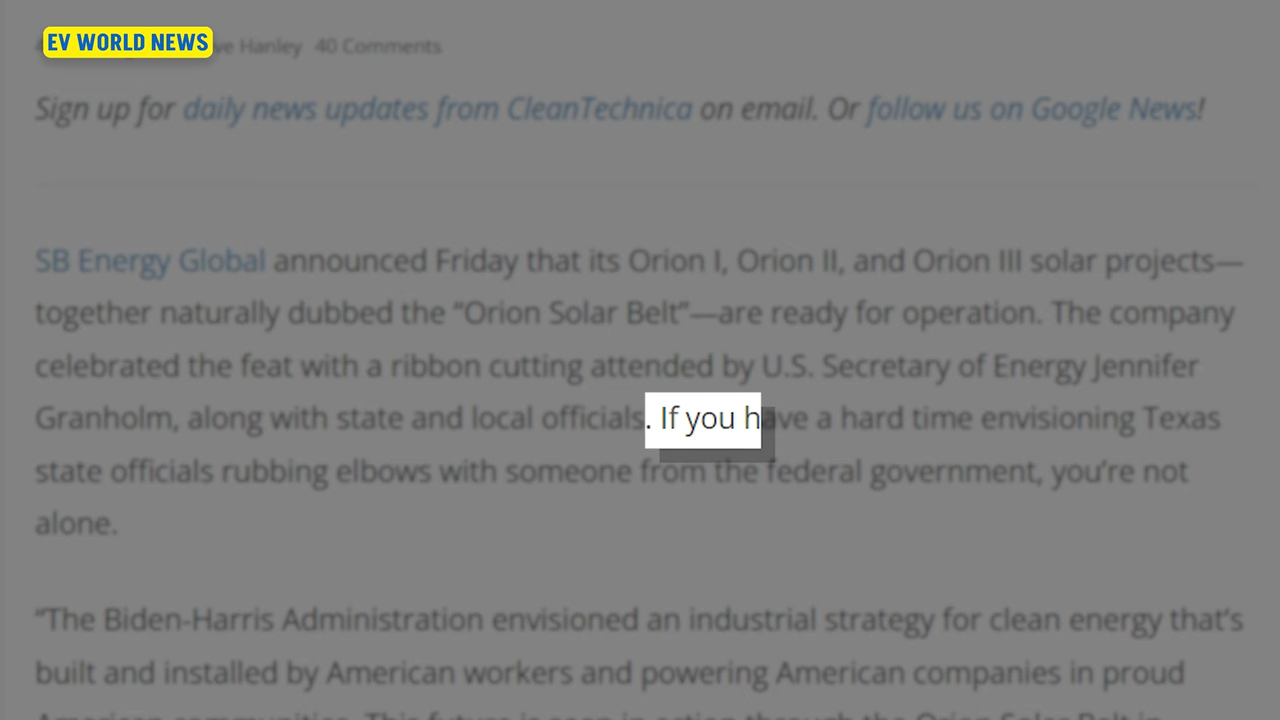 EV WORLD NEWS
ve Hanley 40 Comments
Sign up for daily news updates from CleanTechnica on email. Or follow us on Google News!
SB Energy Global announced Friday that its Orion I, Orion II, and Orion III solar projects—
together naturally dubbed the “Orion Solar Belt”—are ready for operation. The company
celebrated the feat with a ribbon cutting attended by U.S. Secretary of Energy Jennifer
Granholm, along with state and local officials. If you have a hard time envisioning Texas
state officials rubbing elbows with someone from the federal government, you’re not
alone.
“The Biden-Harris Administration envisioned an industrial strategy for clean energy that’s
built and installed by American workers and powering American companies in proud